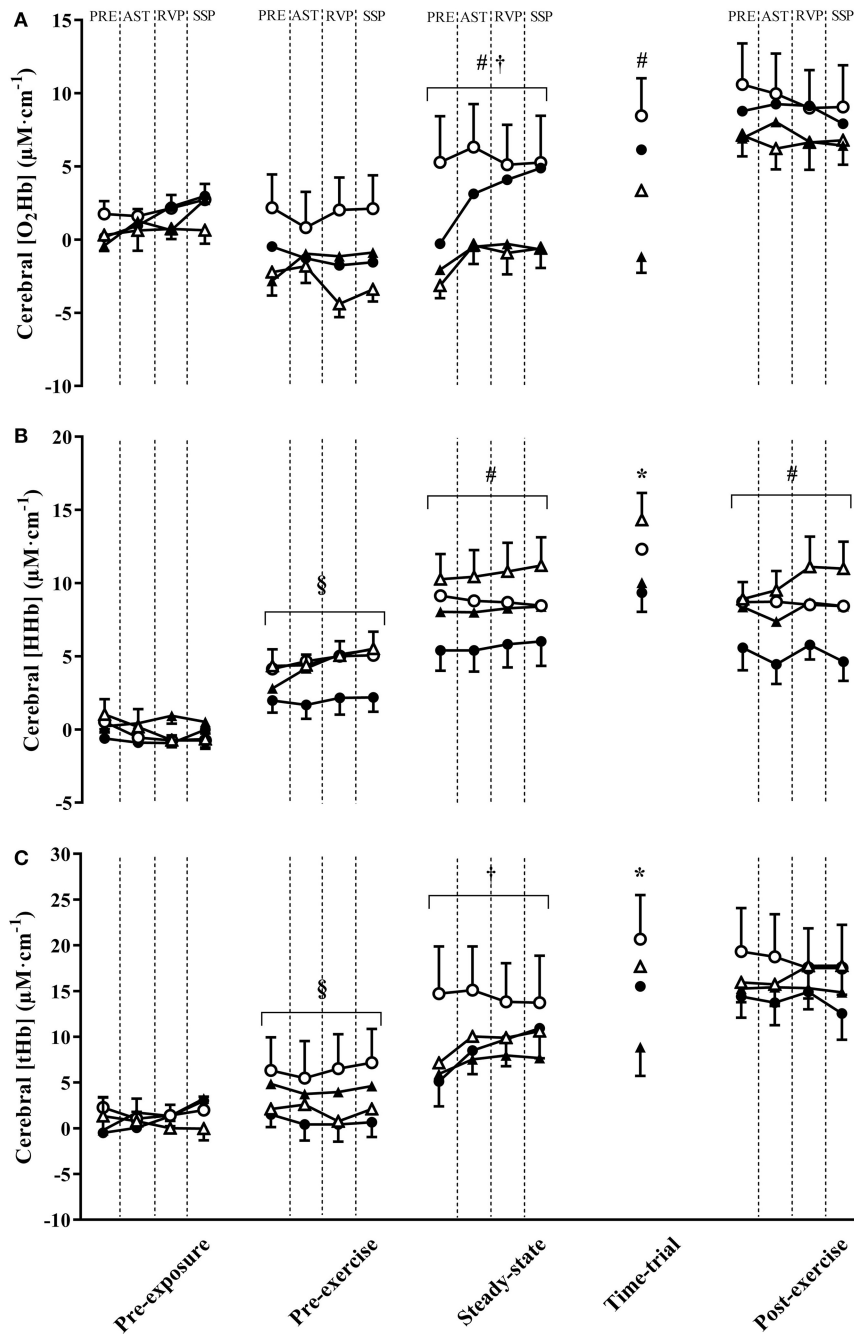 A
PRE AST RVP SSP PRE AST RVP SSP PRE AST RVP SSP PRE AST RVP SSP
15
10
5
0
-5
-10
Cerebral [O₂Hb] (µM·cm⁻¹)
# †
#
B
20
15
10
5
0
-5
Cerebral [HHb] (µM·cm⁻¹)
§
#
*
#
C
30
25
20
15
10
5
0
-5
-10
Cerebral [tHb] (µM·cm⁻¹)
§
†
*
Pre-exposure
Pre-exercise
Steady-state
Time-trial
Post-exercise